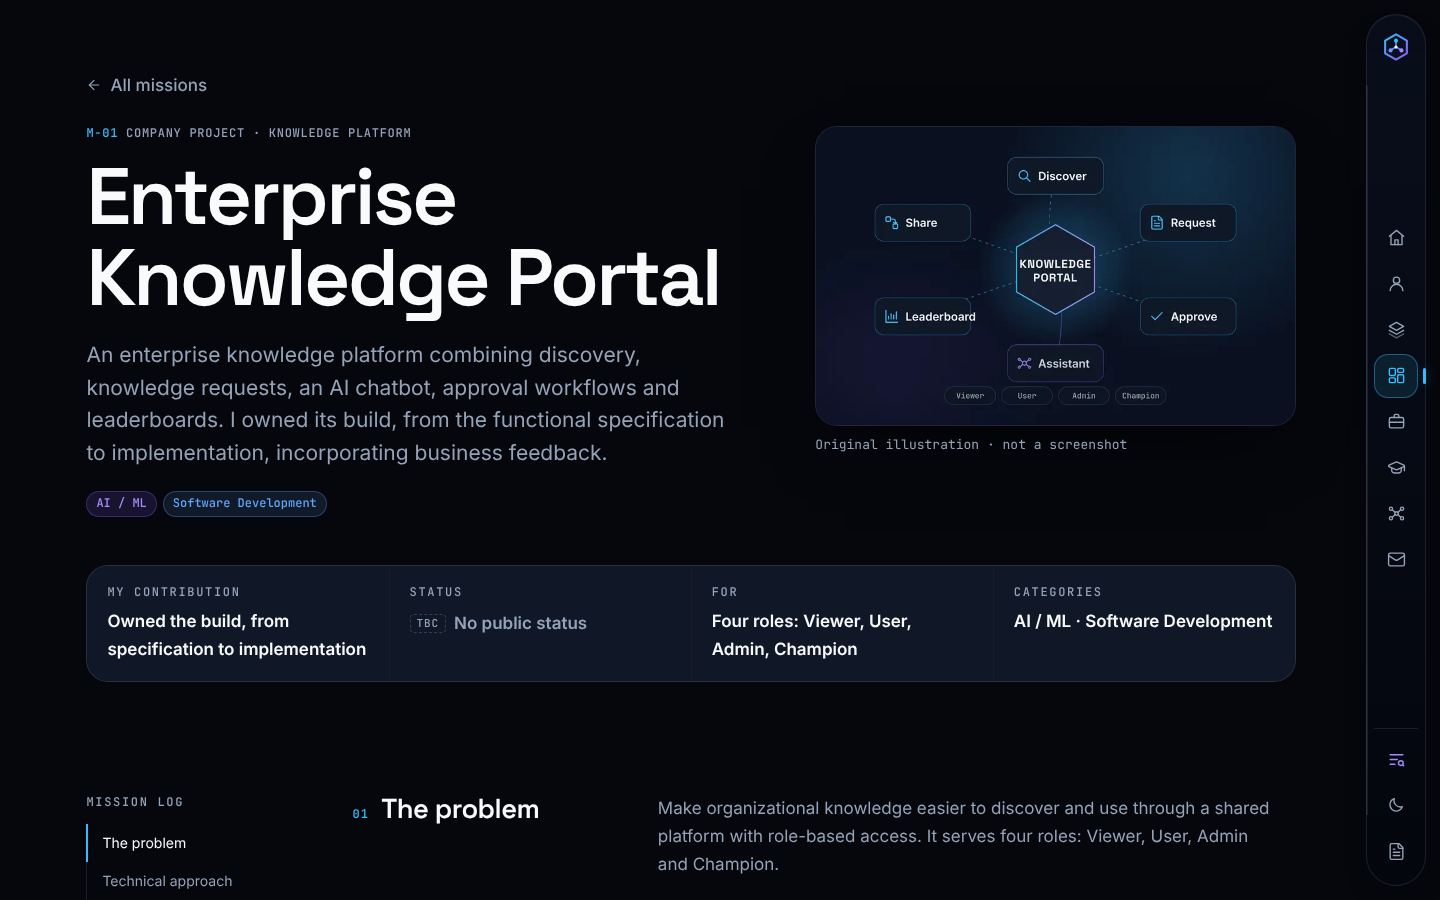 ← All missions
M-01 COMPANY PROJECT · KNOWLEDGE PLATFORM
Enterprise
Knowledge Portal
An enterprise knowledge platform combining discovery,
knowledge requests, an AI chatbot, approval workflows and
leaderboards. I owned its build, from the functional specification
to implementation, incorporating business feedback.
AI / ML
Software Development
Discover
Share
Request
KNOWLEDGE
PORTAL
Leaderboard
Approve
Assistant
Viewer
User
Admin
Champion
Original illustration · not a screenshot
MY CONTRIBUTION
Owned the build, from
specification to implementation
STATUS
TBC No public status
FOR
Four roles: Viewer, User,
Admin, Champion
CATEGORIES
AI / ML · Software Development
MISSION LOG
The problem
Technical approach
01 The problem
Make organizational knowledge easier to discover and use through a shared
platform with role-based access. It serves four roles: Viewer, User, Admin
and Champion.